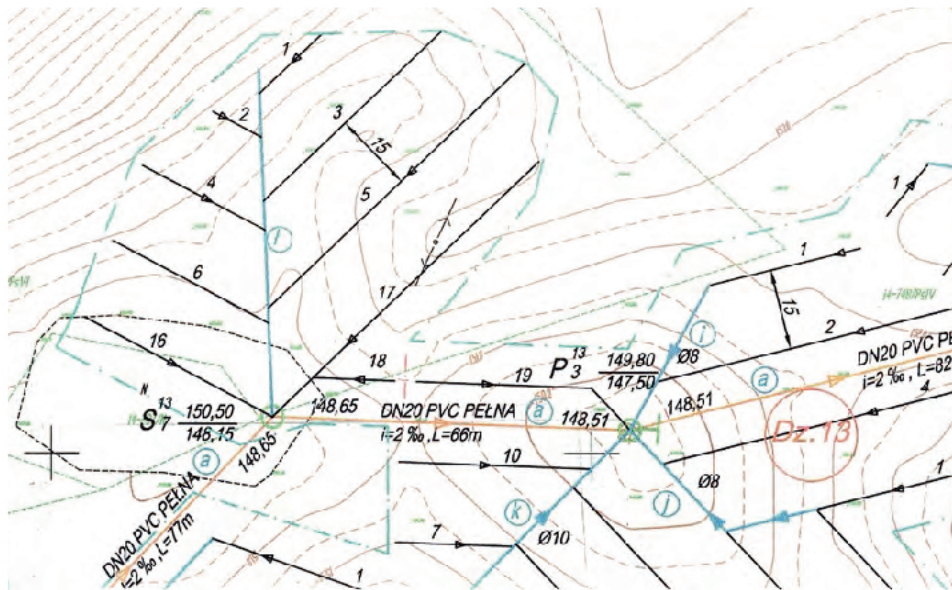 1
2
3
15
1
4
5
l
6
17
1
15
2
i
Ø8
16
18
19
P 13 3 149,80
147,50
DN20 PVC PE
i=2 ‰, L=82
a
4
N
S 13 7 150,50
146,15
148,65
148,65
DN20 PVC PEŁNA
i=2 ‰, L=66m
a
148,51
148,51
Dz.13
a
DN20 PVC PEŁNA
i=2 ‰, L=77m
10
k
Ø10
j
Ø8
1
7
1